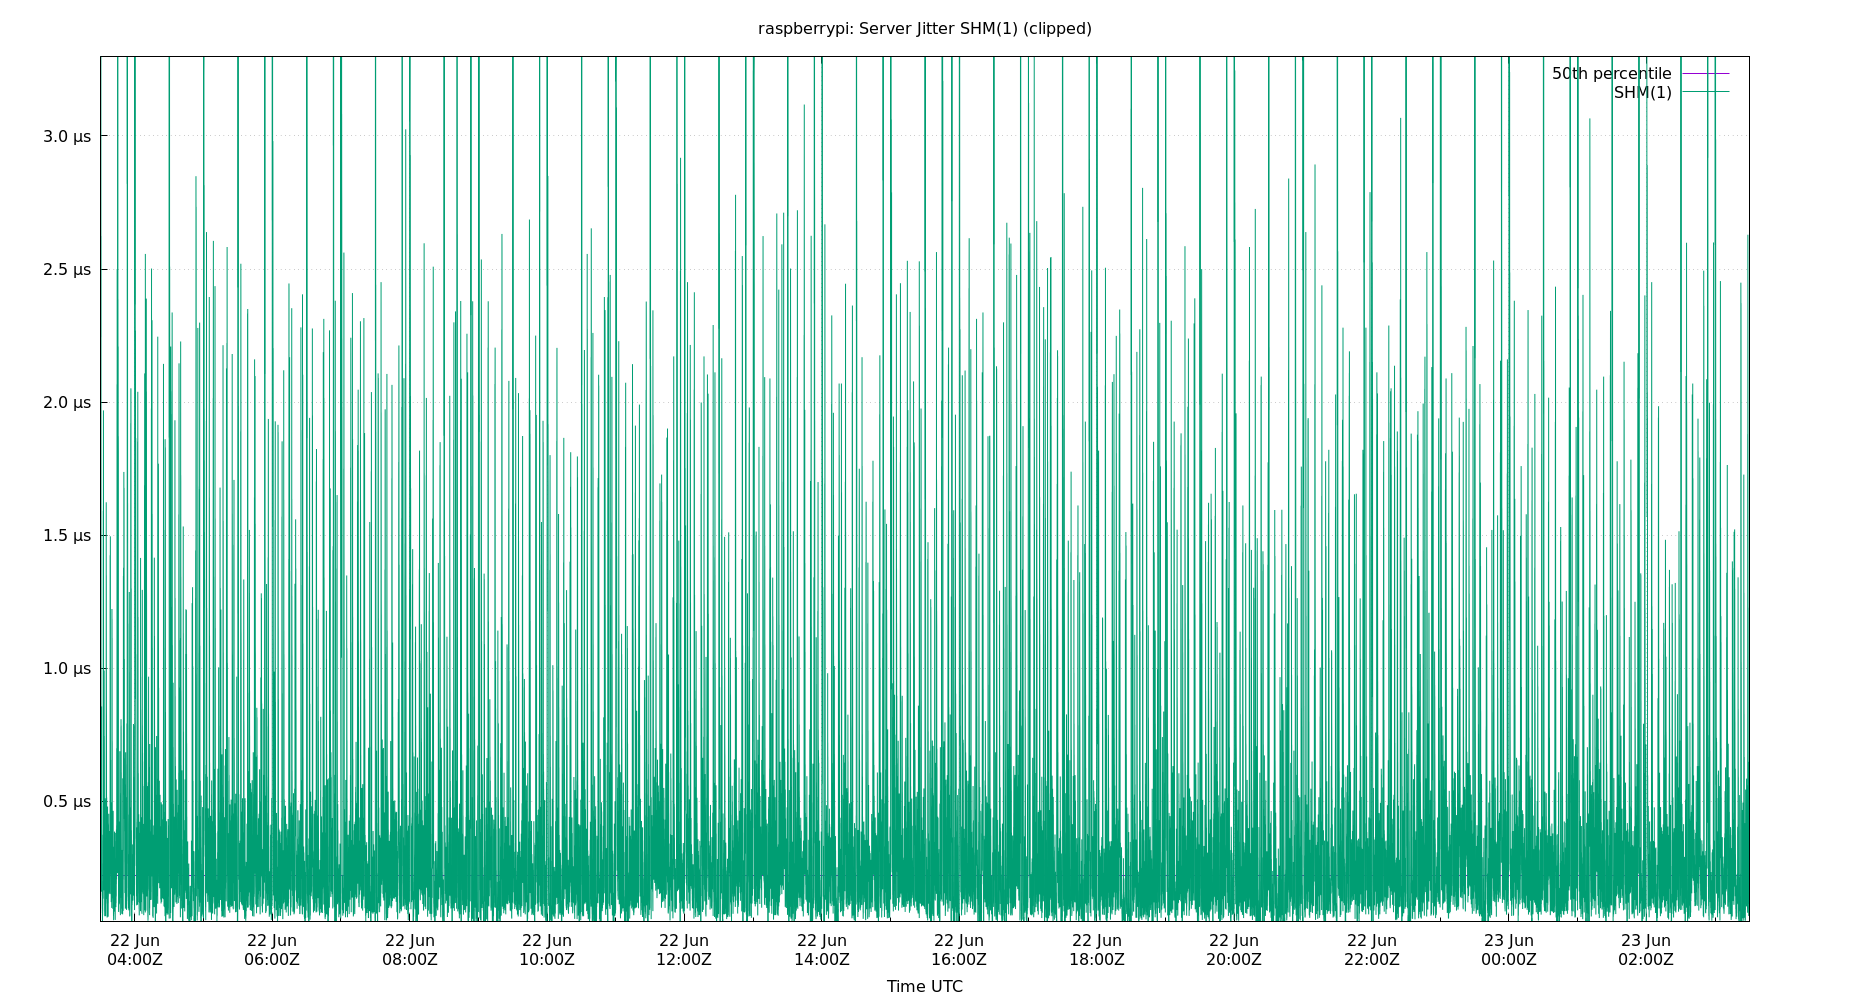 raspberrypi: Server Jitter SHM(1) (clipped)
50th percentile
SHM(1)
3.0 µs
2.5 µs
2.0 µs
1.5 µs
1.0 µs
0.5 µs
22 Jun 22 Jun 22 Jun 22 Jun 22 Jun 22 Jun 22 Jun 22 Jun 22 Jun 22 Jun 23 Jun 23 Jun
04:00Z 06:00Z 08:00Z 10:00Z 12:00Z 14:00Z 16:00Z 18:00Z 20:00Z 22:00Z 00:00Z 02:00Z
Time UTC